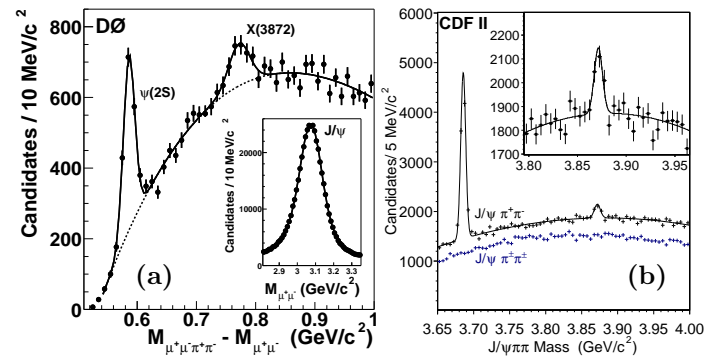 DØ
X(3872)
ψ(2S)
J/ψ
Candidates / 10 MeV/c²
800
600
400
200
0
0.6
0.7
0.8
0.9
1
M_μ⁺μ⁻π⁺π⁻ - M_μ⁺μ⁻ (GeV/c²)
Candidates / 10 MeV/c²
20000
10000
0
2.9
3
3.1
3.2
3.3
M_μ⁺μ⁻ (GeV/c²)
(a)
CDF II
Candidates/ 5 MeV/c²
6000
5000
4000
3000
2000
1000
3.65
3.70
3.75
3.80
3.85
3.90
3.95
4.00
J/ψππ Mass (GeV/c²)
2200
2100
2000
1900
1800
1700
3.80
3.85
3.90
3.95
J/ψ π⁺π⁻
J/ψ π±π±
(b)